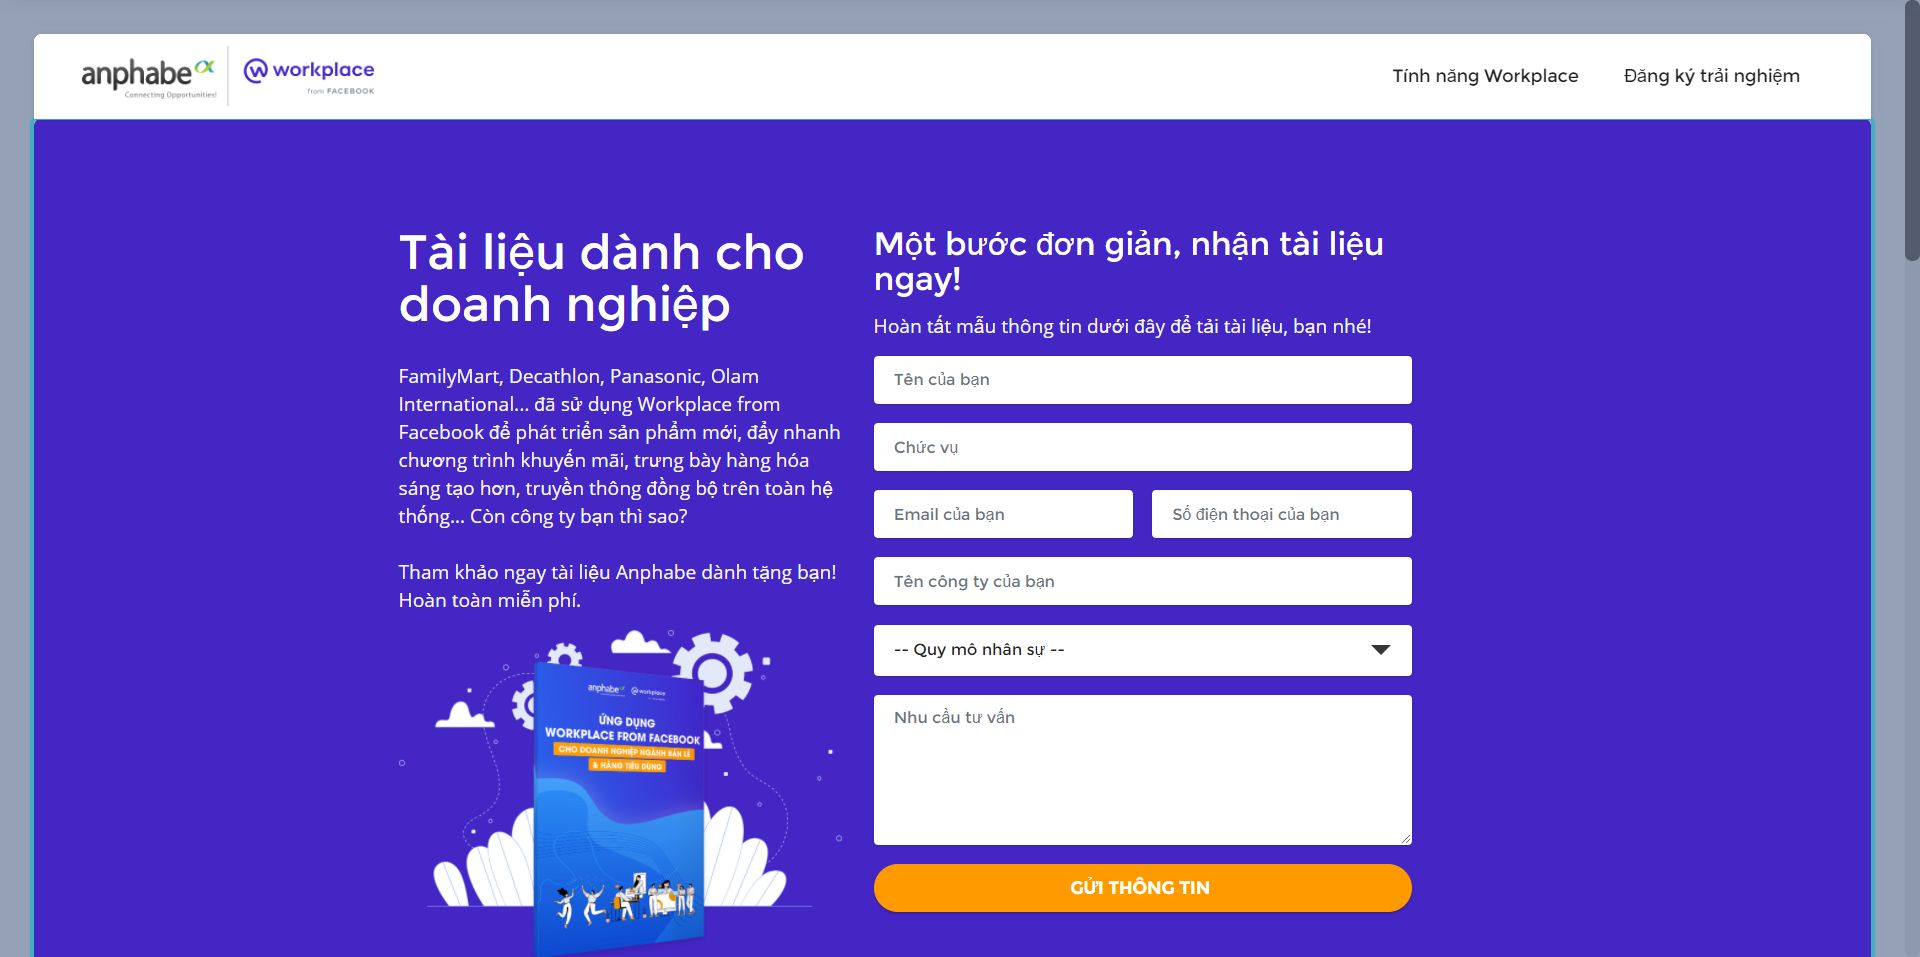 anphabe
Connecting Opportunities!
workplace
from FACEBOOK
Tính năng Workplace
Đăng ký trải nghiệm
Tài liệu dành cho
doanh nghiệp
FamilyMart, Decathlon, Panasonic, Olam
International... đã sử dụng Workplace from
Facebook để phát triển sản phẩm mới, đẩy nhanh
chương trình khuyến mãi, trưng bày hàng hóa
sáng tạo hơn, truyền thông đồng bộ trên toàn hệ
thống... Còn công ty bạn thì sao?
Tham khảo ngay tài liệu Anphabe dành tặng bạn!
Hoàn toàn miễn phí.
anphabe workplace
ỨNG DỤNG
WORKPLACE FROM FACEBOOK
CHO DOANH NGHIỆP NGÀNH BÁN LẺ
& HÀNG TIÊU DÙNG
Một bước đơn giản, nhận tài liệu
ngay!
Hoàn tất mẫu thông tin dưới đây để tải tài liệu, bạn nhé!
Tên của bạn
Chức vụ
Email của bạn
Số điện thoại của bạn
Tên công ty của bạn
-- Quy mô nhân sự --
Nhu cầu tư vấn
GỬI THÔNG TIN